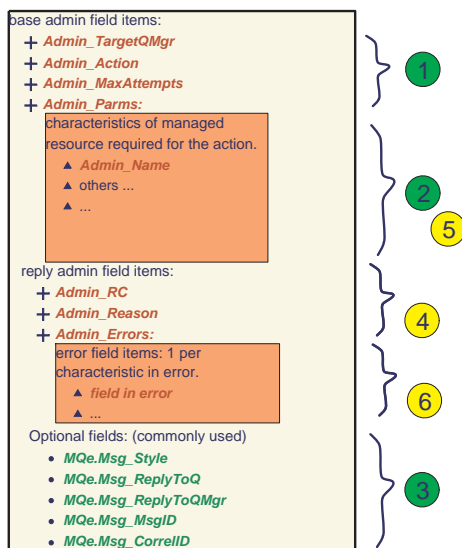 base admin field items:
+ Admin_TargetQMgr
+ Admin_Action
+ Admin_MaxAttempts
+ Admin_Parms:
1
characteristics of managed
resource required for the action.
▲ Admin_Name
▲ others ...
▲ ...
2
5
reply admin field items:
+ Admin_RC
+ Admin_Reason
+ Admin_Errors:
4
error field items: 1 per
characteristic in error.
▲ field in error
▲ ...
6
Optional fields: (commonly used)
• MQe.Msg_Style
• MQe.Msg_ReplyToQ
• MQe.Msg_ReplyToQMgr
• MQe.Msg_MsgID
• MQe.Msg_CorrelID
3